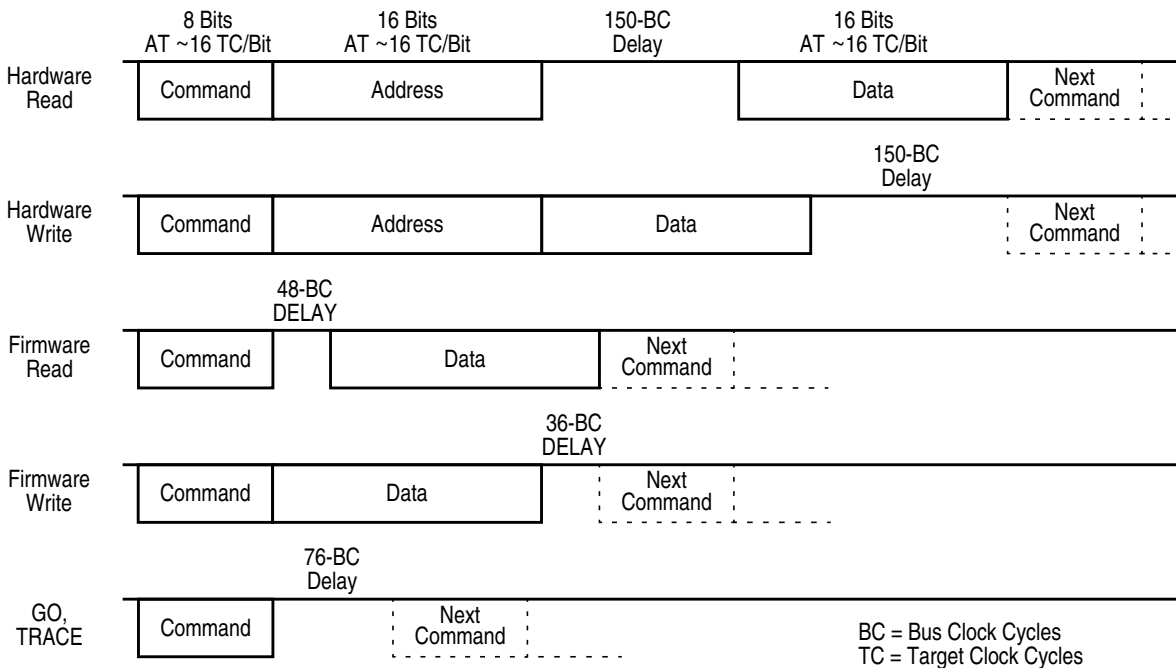 8 Bits
AT ~16 TC/Bit
16 Bits
AT ~16 TC/Bit
150-BC
Delay
16 Bits
AT ~16 TC/Bit
Hardware
Read
Command
Address
Data
Next
Command
150-BC
Delay
Hardware
Write
Command
Address
Data
Next
Command
48-BC
DELAY
Firmware
Read
Command
Data
Next
Command
36-BC
DELAY
Firmware
Write
Command
Data
Next
Command
76-BC
Delay
GO,
TRACE
Command
Next
Command
BC = Bus Clock Cycles
TC = Target Clock Cycles